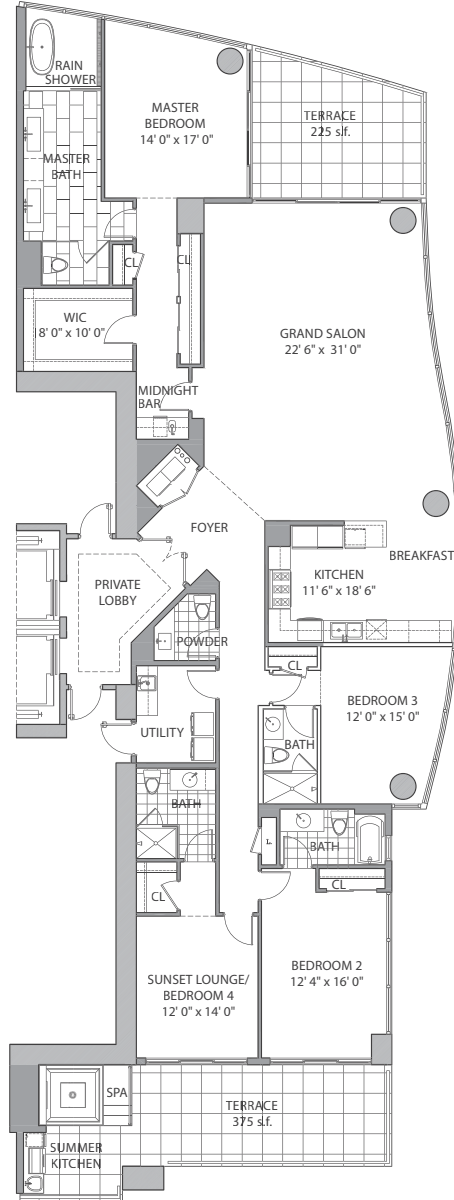 RAIN
SHOWER
MASTER
BEDROOM
14' 0" x 17' 0"
TERRACE
225 s.f.
MASTER
BATH
CL
CL
WIC
8' 0" x 10' 0"
GRAND SALON
22' 6" x 31' 0"
MIDNIGHT
BAR
FOYER
BREAKFAST
KITCHEN
11' 6" x 18' 6"
PRIVATE
LOBBY
POWDER
CL
BEDROOM 3
12' 0" x 15' 0"
UTILITY
BATH
BATH
BATH
CL
CL
BEDROOM 2
12' 4" x 16' 0"
SUNSET LOUNGE/
BEDROOM 4
12' 0" x 14' 0"
SPA
TERRACE
375 s.f.
SUMMER
KITCHEN